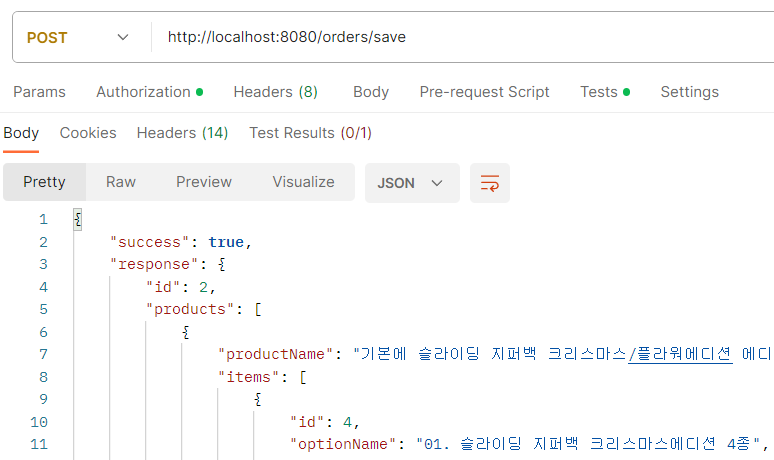 POST http://localhost:8080/orders/save
Params Authorization Headers (8) Body Pre-request Script Tests Settings
Body Cookies Headers (14) Test Results (0/1)
Pretty Raw Preview Visualize JSON
1 {
2 "success": true,
3 "response": {
4 "id": 2,
5 "products": [
6 {
7 "productName": "기본에 슬라이딩 지퍼백 크리스마스/플라워에디션 에디
8 "items": [
9 {
10 "id": 4,
11 "optionName": "01. 슬라이딩 지퍼백 크리스마스에디션 4종",